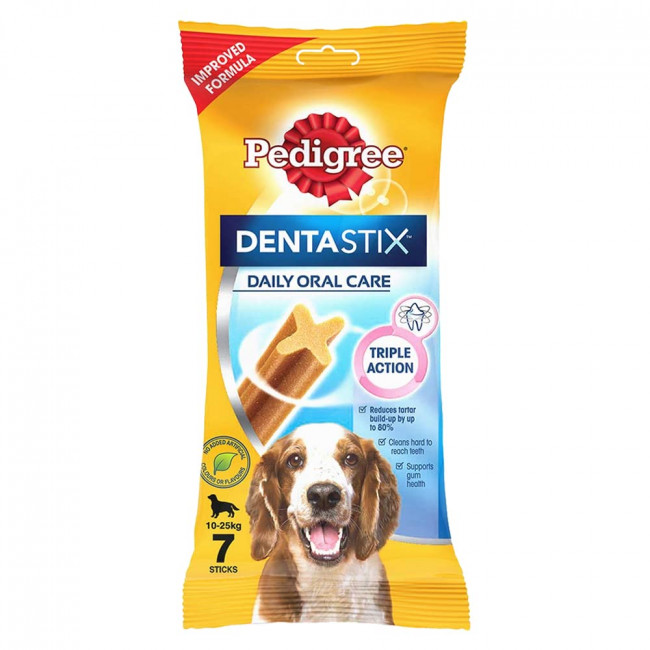 IMPROVED
FORMULA
Pedigree®
DENTASTIX™
DAILY ORAL CARE
TRIPLE
ACTION
Reduces tartar
build-up by up
to 80%
Cleans hard to
reach teeth
Supports
gum
health
NO ADDED ARTIFICIAL
COLOURS OR FLAVOURS
10-25kg
7
STICKS